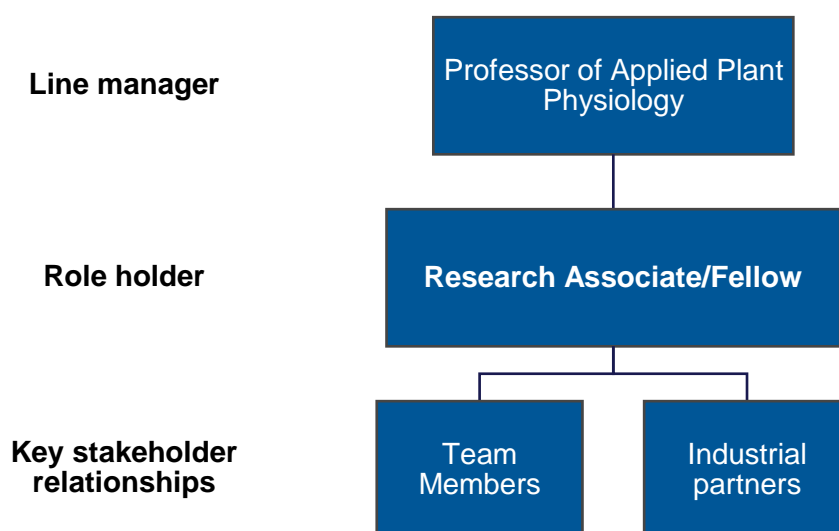 Line manager
Professor of Applied Plant
Physiology
Role holder
Research Associate/Fellow
Key stakeholder
relationships
Team
Members
Industrial
partners